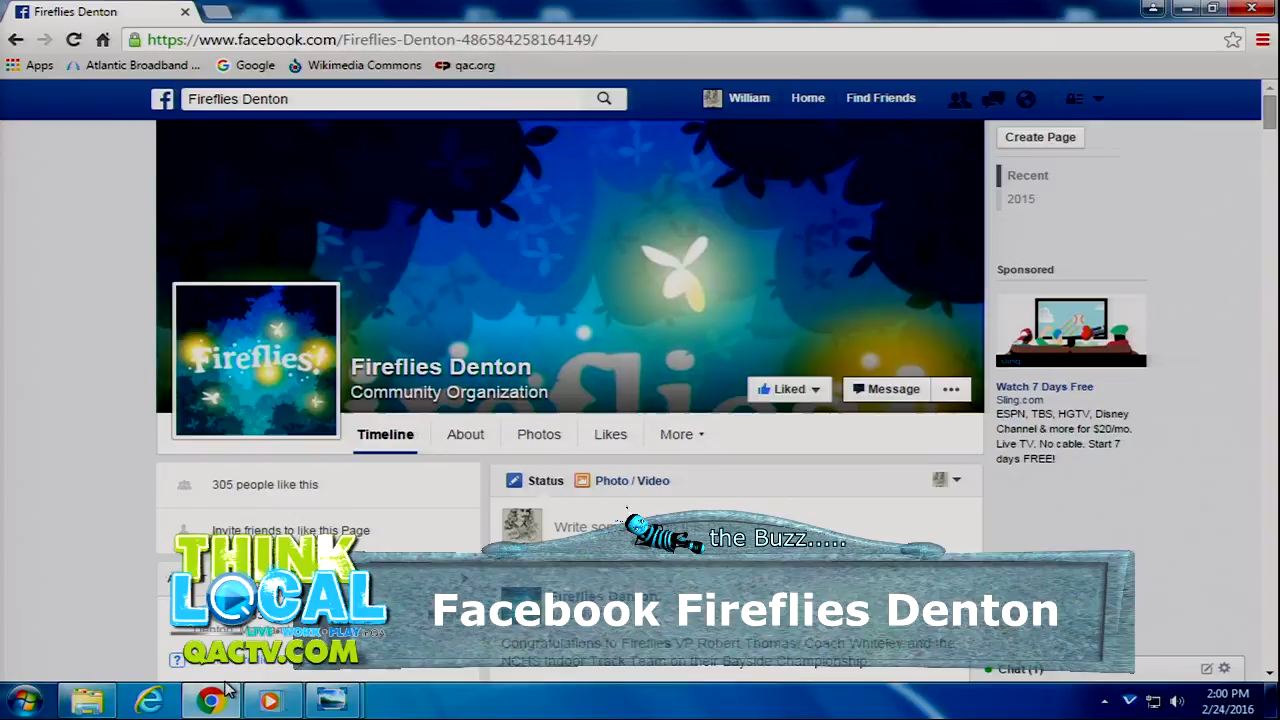 Fireflies Denton
https://www.facebook.com/Fireflies-Denton-486584258164149/
Apps Atlantic Broadband ... Google Wikimedia Commons qac.org
Fireflies Denton
William Home Find Friends
Create Page
Recent
2015
Sponsored
Fireflies!
Fireflies Denton
Community Organization
Liked Message
Watch 7 Days Free
Sling.com
ESPN, TBS, HGTV, Disney
Channel & more for $20/mo.
Live TV. No cable. Start 7
days FREE!
Timeline About Photos Likes More
305 people like this
Status Photo / Video
Invite friends to like this Page
the Buzz.....
THINK
LOCAL
LIVE WORK PLAY
QACTV.COM
Facebook Fireflies Denton
Fireflies Denton
Congratulations to Fireflies VP Robert Thomas, Coach Whiteley and the
NCHS Indoor Track Team on their Bayside Championship.
Chat (1)
2:00 PM
2/24/2016